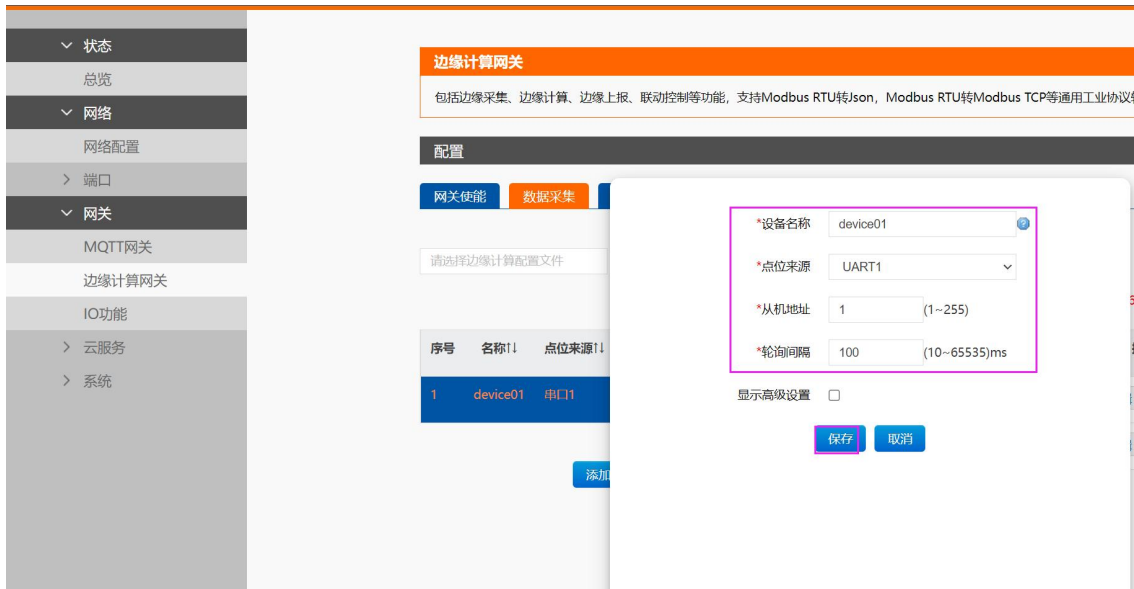 状态
总览
网络
网络配置
端口
网关
MQTT网关
边缘计算网关
IO功能
云服务
系统
边缘计算网关
包括边缘采集、边缘计算、边缘上报、联动控制等功能，支持Modbus RTU转Json，Modbus RTU转Modbus TCP等通用工业协议
配置
网关使能 数据采集
请选择边缘计算配置文件
序号 名称↑↓ 点位来源↑↓
1 device01 串口1
添加
*设备名称 device01
*点位来源 UART1
*从机地址 1 (1~255)
*轮询间隔 100 (10~65535)ms
显示高级设置
保存 取消